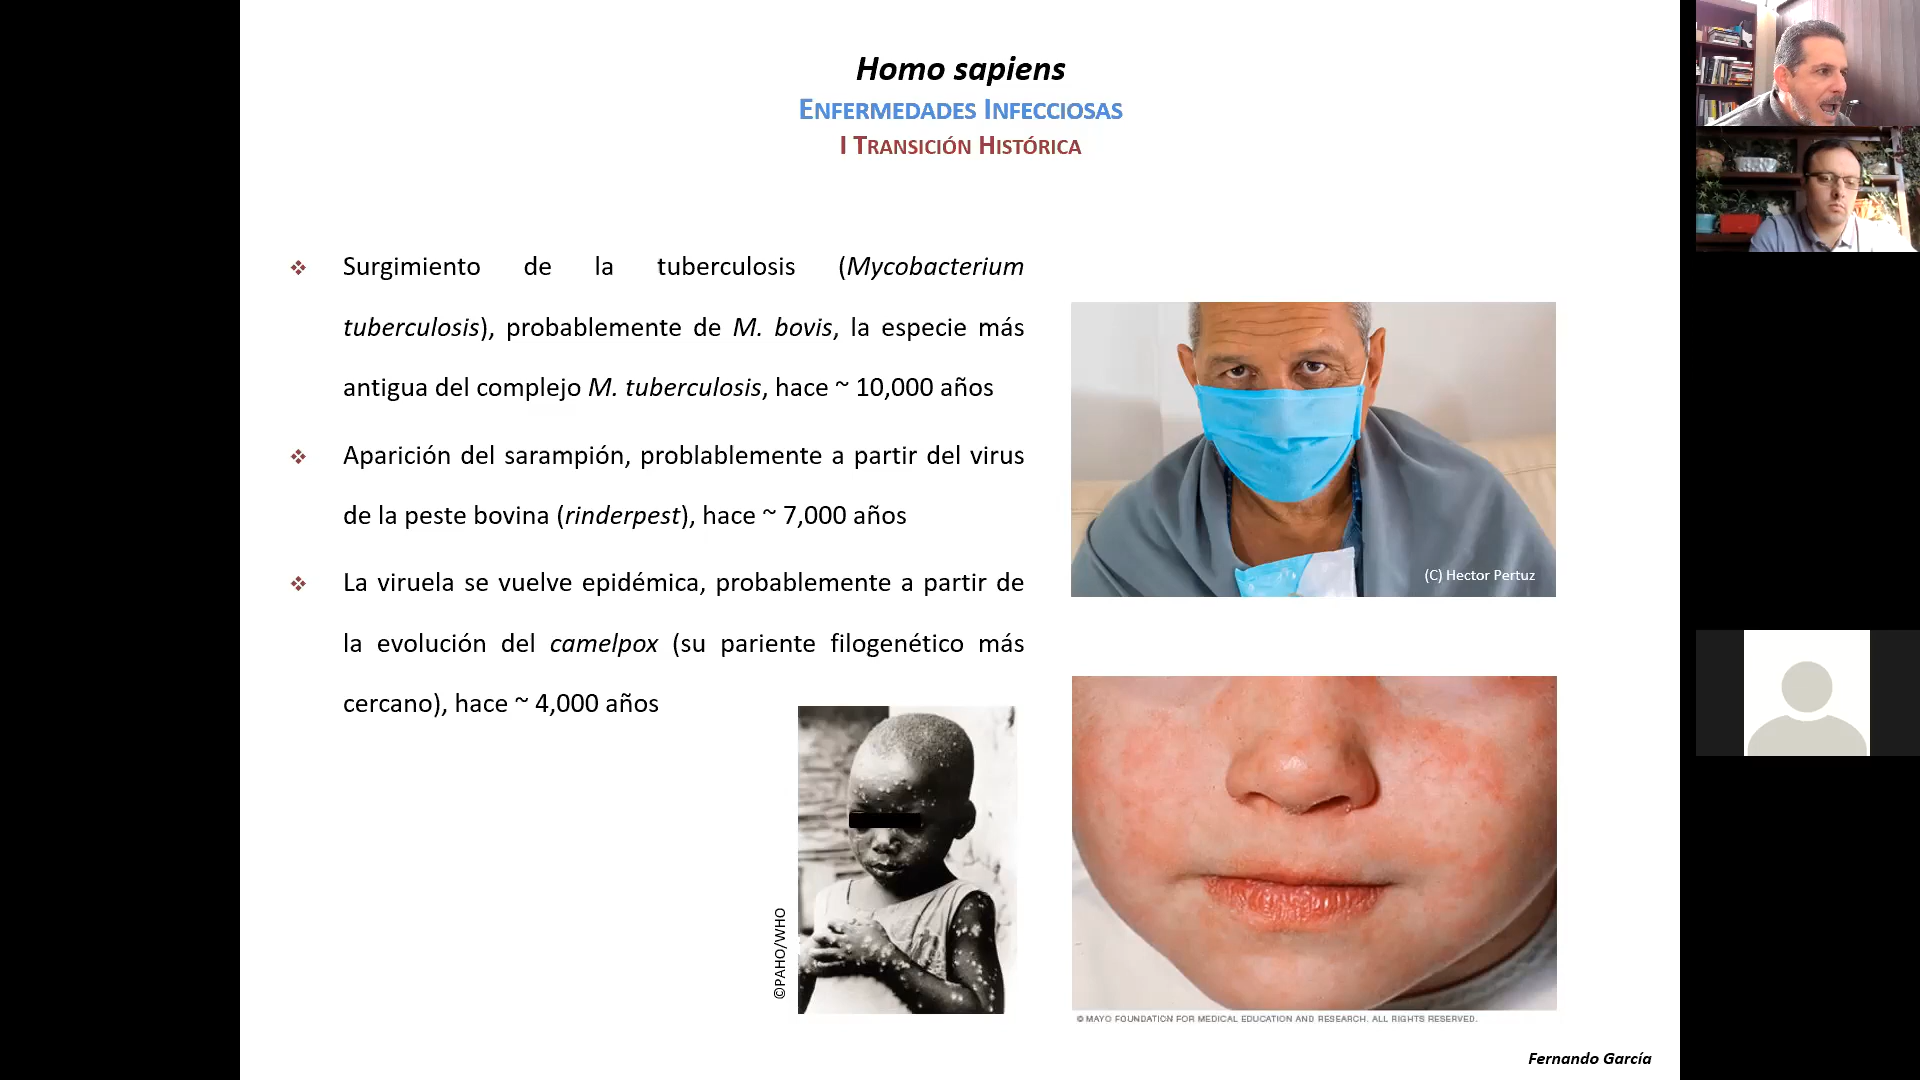 Homo sapiens
ENFERMEDADES INFECCIOSAS
I TRANSICIÓN HISTÓRICA
❖ Surgimiento de la tuberculosis (Mycobacterium
tuberculosis), probablemente de M. bovis, la especie más
antigua del complejo M. tuberculosis, hace ~ 10,000 años
❖ Aparición del sarampión, problablemente a partir del virus
de la peste bovina (rinderpest), hace ~ 7,000 años
❖ La viruela se vuelve epidémica, probablemente a partir de
la evolución del camelpox (su pariente filogenético más
cercano), hace ~ 4,000 años
(C) Hector Pertuz
©PAHO/WHO
© MAYO FOUNDATION FOR MEDICAL EDUCATION AND RESEARCH. ALL RIGHTS RESERVED.
Fernando García